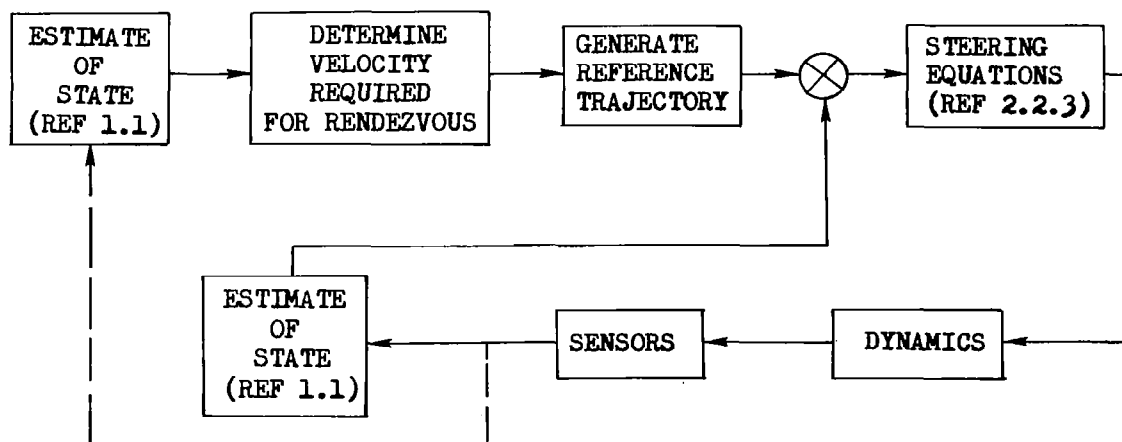 ESTIMATE
OF
STATE
(REF 1.1)
DETERMINE
VELOCITY
REQUIRED
FOR RENDEZVOUS
GENERATE
REFERENCE
TRAJECTORY
STEERING
EQUATIONS
(REF 2.2.3)
ESTIMATE
OF
STATE
(REF 1.1)
SENSORS
DYNAMICS